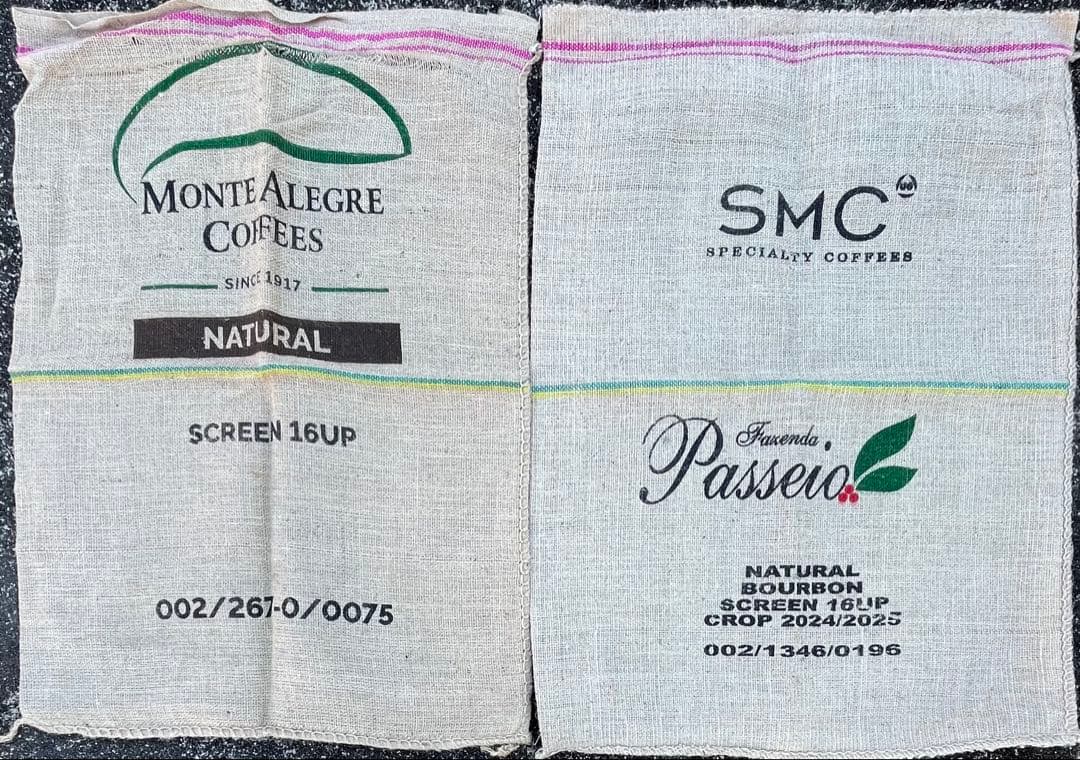 MONTE ALEGRE
COFFEES
SINCE 1917
NATURAL
SCREEN 16UP
002/267-0/0075
SMC
SPECIALTY COFFEES
Fazenda
Passeio
NATURAL
BOURBON
SCREEN 16UP
CROP 2024/2025
002/1346/0196